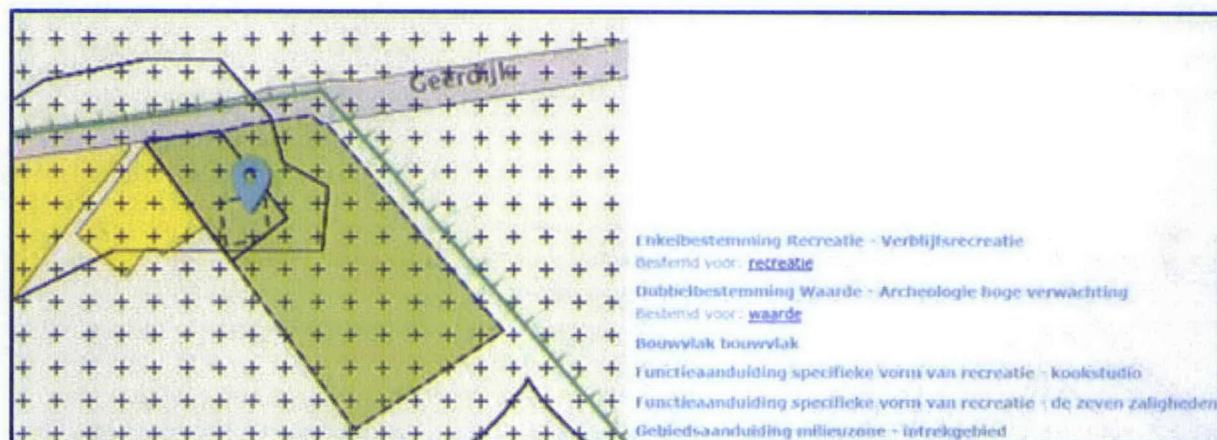 Geerdijk
Enkelbestemming Recreatie - Verblijfsrecreatie
Bestemd voor: recreatie
Dubbelbestemming Waarde - Archeologie hoge verwachting
Bestemd voor: waarde
Bouwvlak bouwvlak
Functieaanduiding specifieke vorm van recreatie - kookstudio
Functieaanduiding specifieke vorm van recreatie - de zeven zaligheden
Gebiedsaanduiding milieuzone - intrekgebied